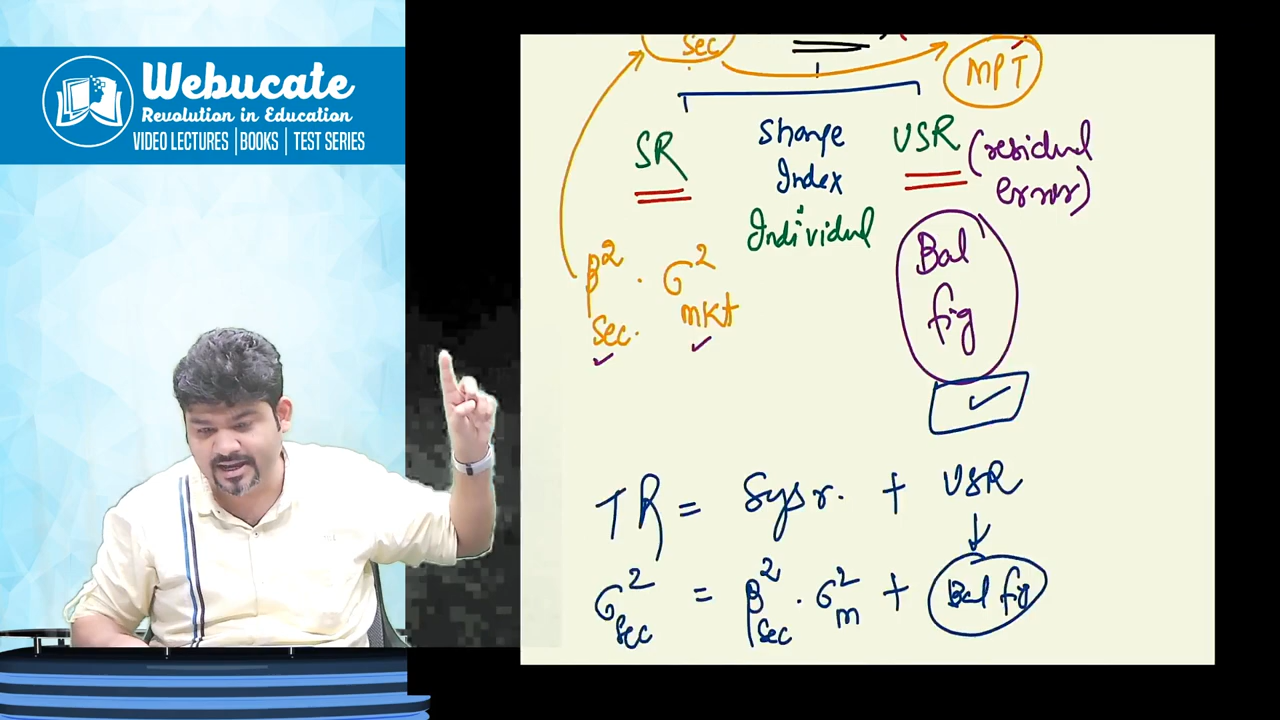 Webucate
Revolution in Education
VIDEO LECTURES | BOOKS | TEST SERIES
sec
MPT
SR
Sharpe
Index
Individual
USR (residual
error)
β² sec. · σ² mkt
Bal
fig
TR = Sysr. + USR
σ² sec = β² sec · σ² m + Bal fig